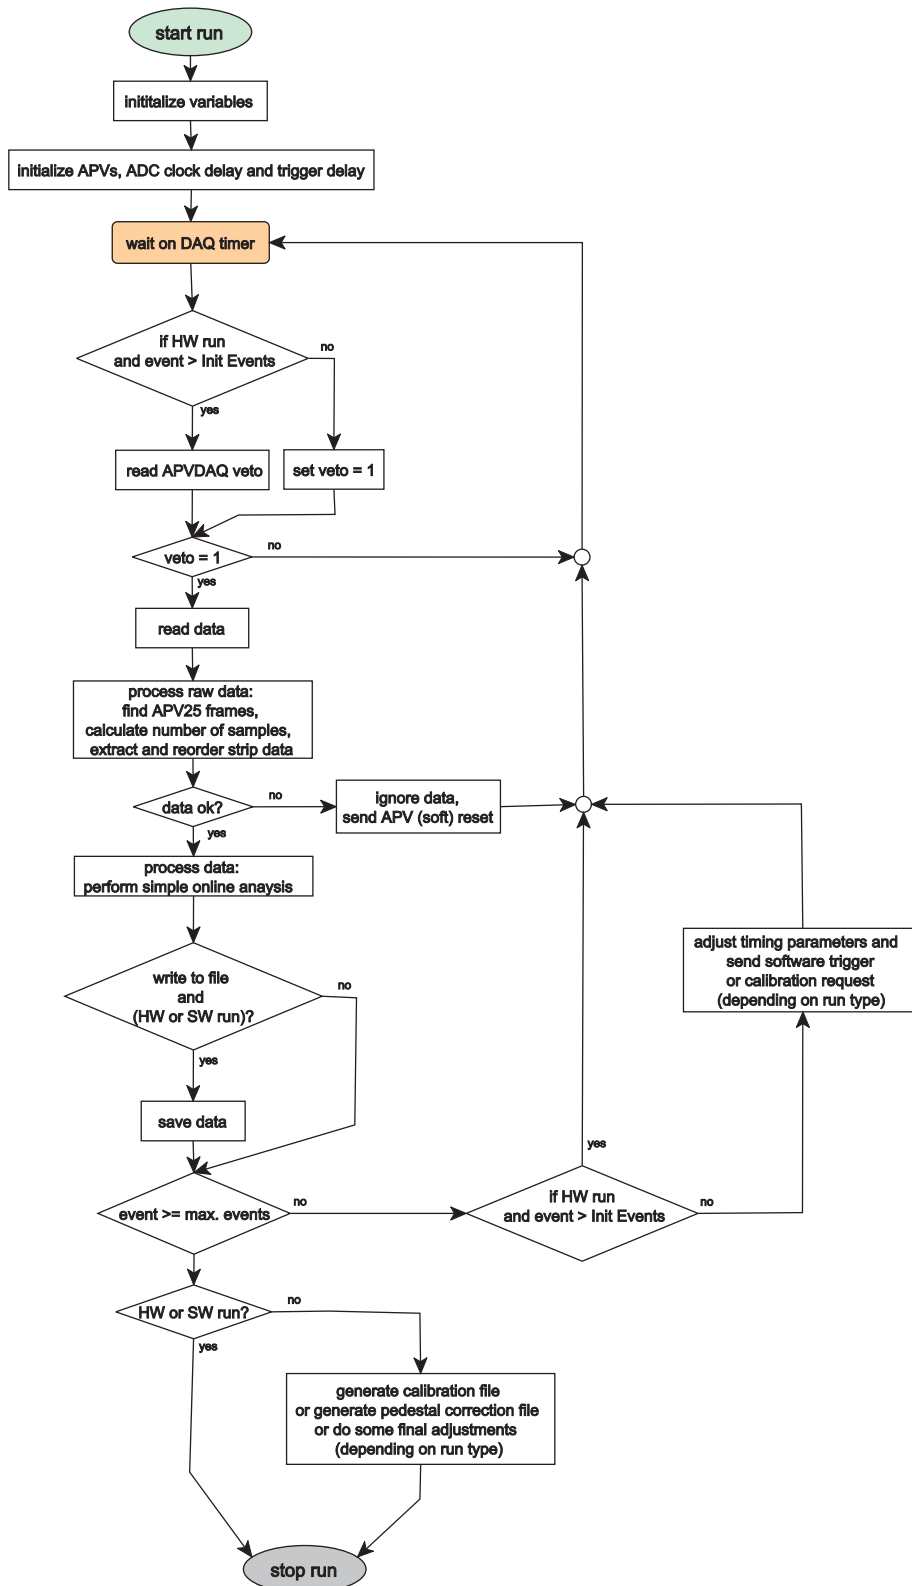 start run
inititalize variables
initialize APVs, ADC clock delay and trigger delay
wait on DAQ timer
if HW run
and event > Init Events
no
yes
read APVDAQ veto
set veto = 1
veto = 1
no
yes
read data
process raw data:
find APV25 frames,
calculate number of samples,
extract and reorder strip data
data ok?
no
yes
ignore data,
send APV (soft) reset
process data:
perform simple online anaysis
adjust timing parameters and
send software trigger
or calibration request
(depending on run type)
write to file
and
(HW or SW run)?
no
yes
save data
event >= max. events
no
yes
if HW run
and event > Init Events
no
HW or SW run?
no
yes
generate calibration file
or generate pedestal correction file
or do some final adjustments
(depending on run type)
stop run